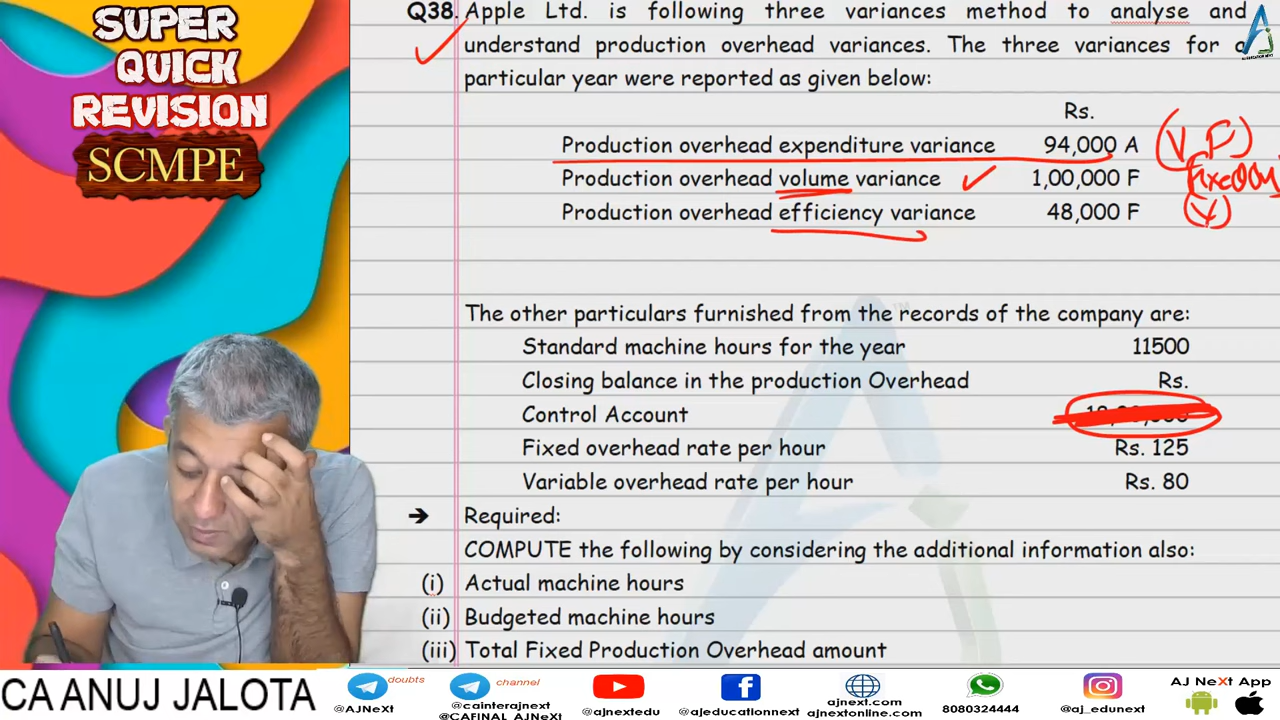 SUPER
QUICK
REVISION
SCMPE
Q38. Apple Ltd. is following three variances method to analyse and
understand production overhead variances. The three variances for a
particular year were reported as given below:
Rs.
Production overhead expenditure variance 94,000 A (V F)
Production overhead volume variance 1,00,000 F
Production overhead efficiency variance 48,000 F (V)
The other particulars furnished from the records of the company are:
Standard machine hours for the year 11500
Closing balance in the production Overhead Rs.
Control Account
Fixed overhead rate per hour Rs. 125
Variable overhead rate per hour Rs. 80
→ Required:
COMPUTE the following by considering the additional information also:
(i) Actual machine hours
(ii) Budgeted machine hours
(iii) Total Fixed Production Overhead amount
CA ANUJ JALOTA
doubts
@AJNeXt
channel
@cainterajnext
@CAFINAL_AJNeXt
@ajnextedu
@ajeducationnext
ajnext.com
ajnextonline.com
8080324444
@aj_edunext
AJ NeXt App